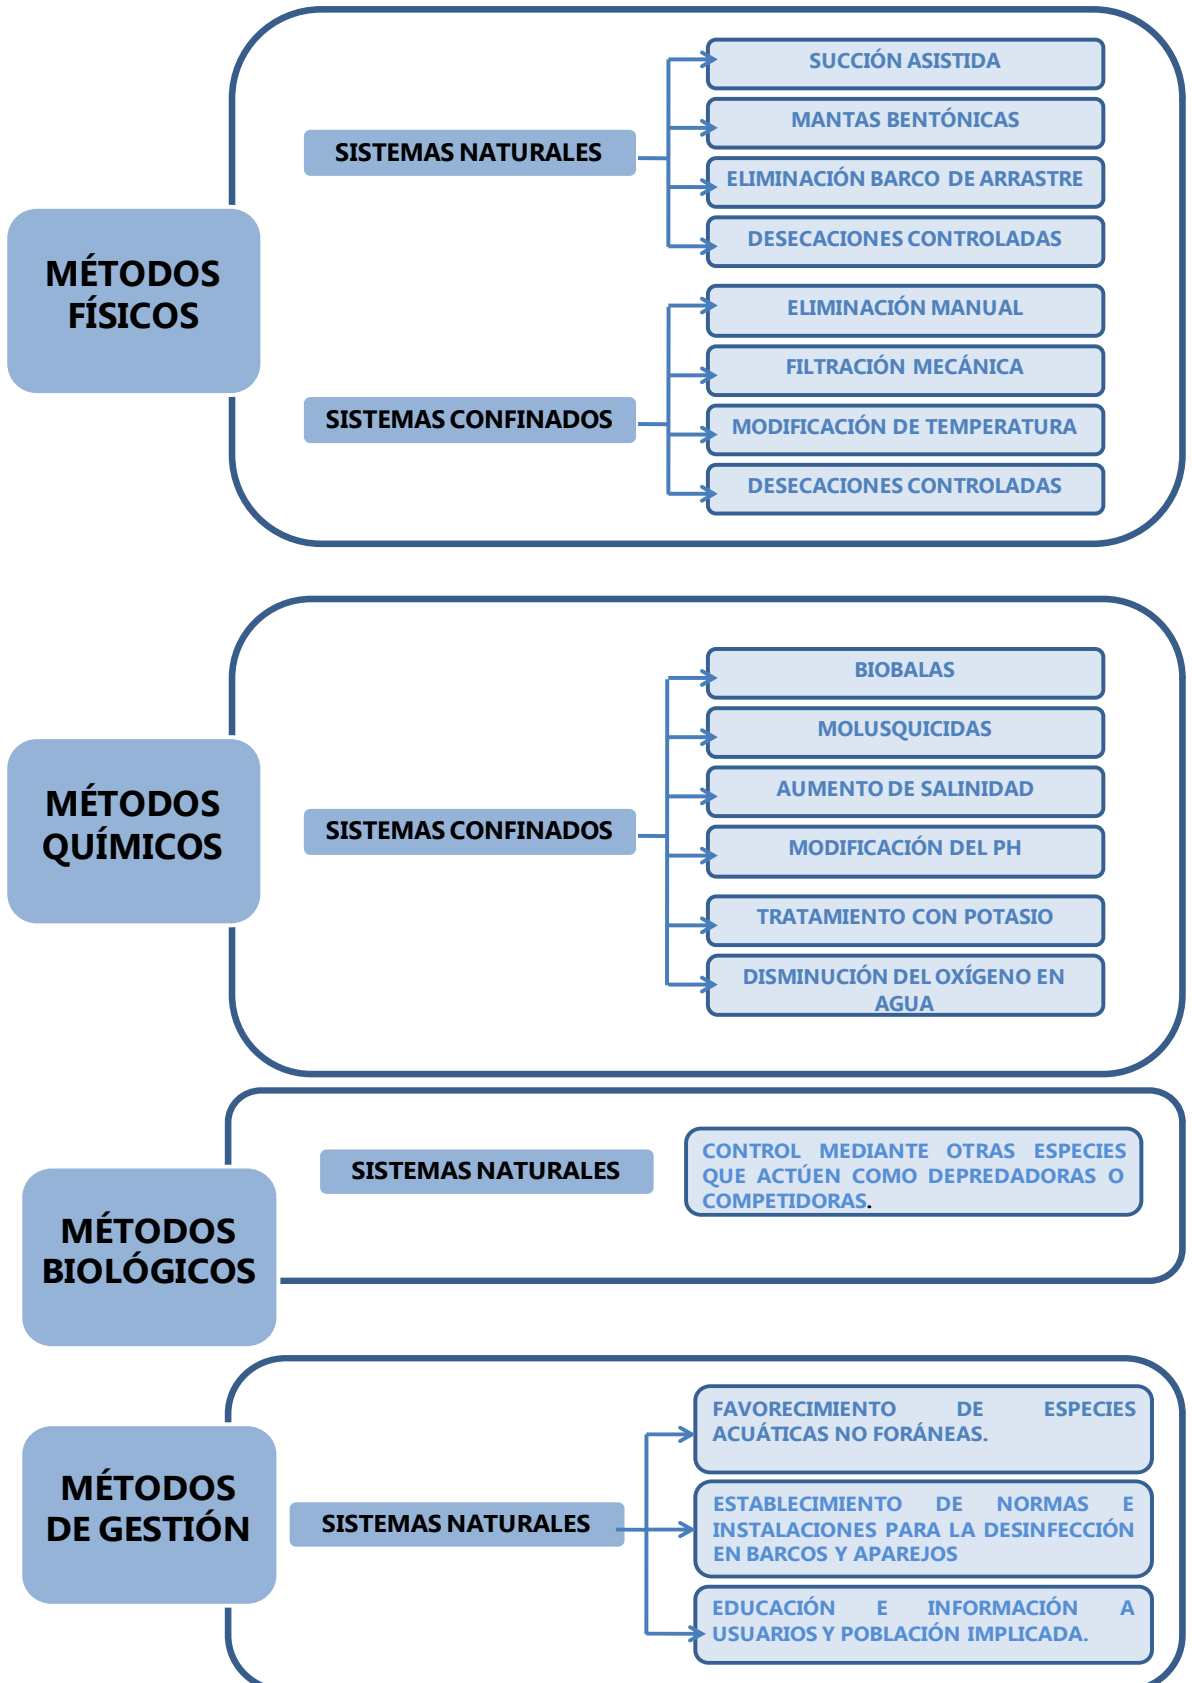 MÉTODOS
FÍSICOS
SISTEMAS NATURALES
SUCCIÓN ASISTIDA
MANTAS BENTÓNICAS
ELIMINACIÓN BARCO DE ARRASTRE
DESECACIONES CONTROLADAS
SISTEMAS CONFINADOS
ELIMINACIÓN MANUAL
FILTRACIÓN MECÁNICA
MODIFICACIÓN DE TEMPERATURA
DESECACIONES CONTROLADAS
MÉTODOS
QUÍMICOS
SISTEMAS CONFINADOS
BIOBALAS
MOLUSQUICIDAS
AUMENTO DE SALINIDAD
MODIFICACIÓN DEL PH
TRATAMIENTO CON POTASIO
DISMINUCIÓN DEL OXÍGENO EN
AGUA
MÉTODOS
BIOLÓGICOS
SISTEMAS NATURALES
CONTROL MEDIANTE OTRAS ESPECIES
QUE ACTÚEN COMO DEPREDADORAS O
COMPETIDORAS.
MÉTODOS
DE GESTIÓN
SISTEMAS NATURALES
FAVORECIMIENTO DE ESPECIES
ACUÁTICAS NO FORÁNEAS.
ESTABLECIMIENTO DE NORMAS E
INSTALACIONES PARA LA DESINFECCIÓN
EN BARCOS Y APAREJOS
EDUCACIÓN E INFORMACIÓN A
USUARIOS Y POBLACIÓN IMPLICADA.